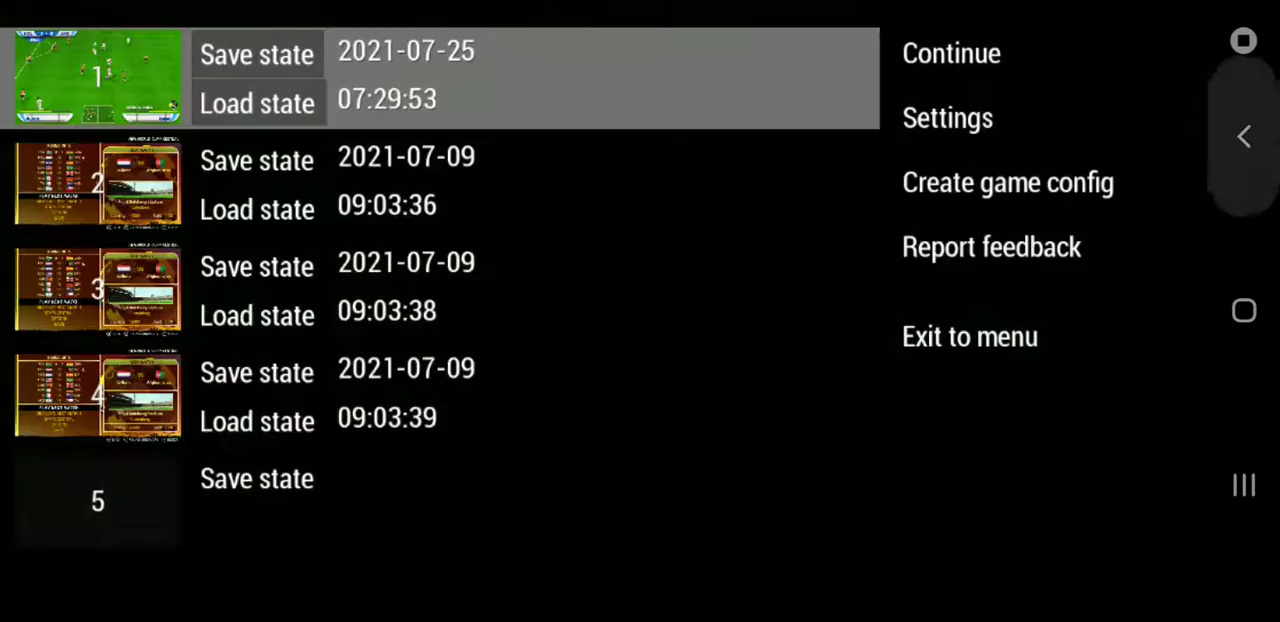 1
Save state
2021-07-25
Load state
07:29:53
2
Save state
2021-07-09
Load state
09:03:36
3
Save state
2021-07-09
Load state
09:03:38
4
Save state
2021-07-09
Load state
09:03:39
5
Save state
Continue
Settings
Create game config
Report feedback
Exit to menu